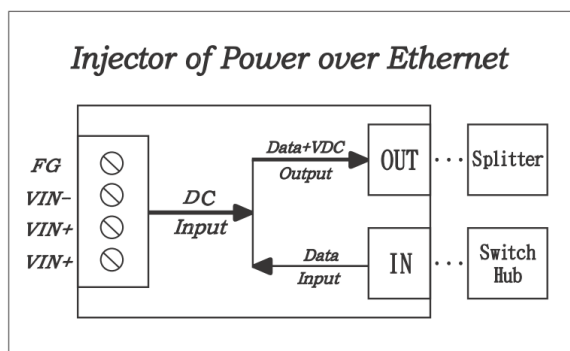 Injector of Power over Ethernet
FG
VIN-
VIN+
VIN+
DC
Input
Data+VDC
Output
OUT
···
Splitter
Data
Input
IN
···
Switch
Hub